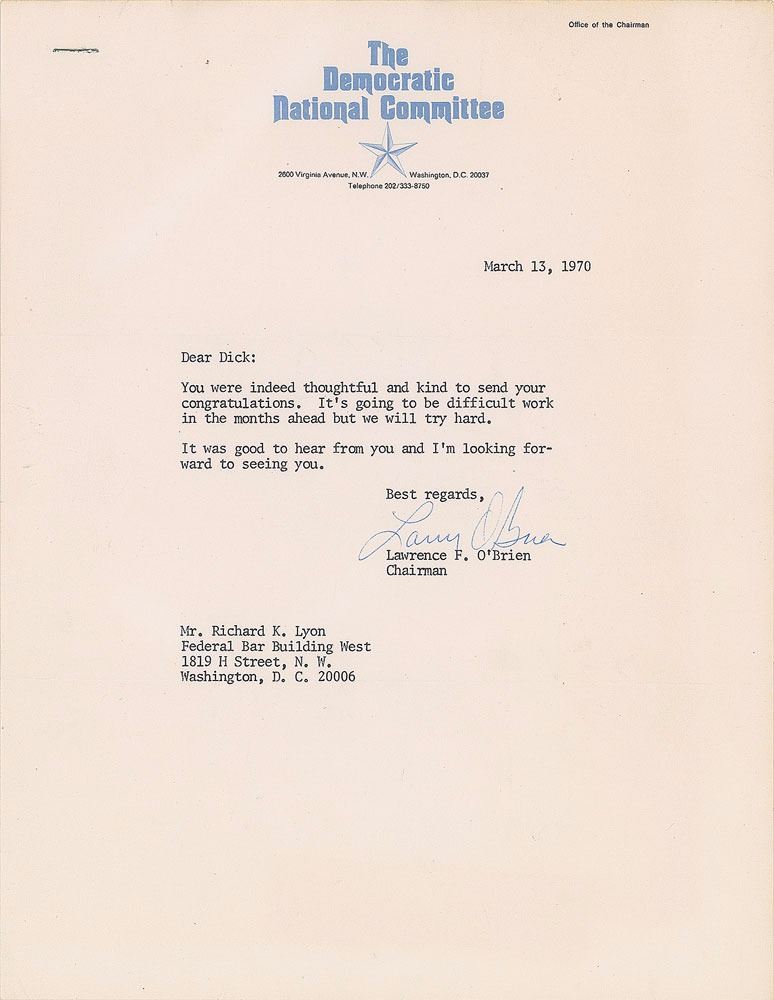 Office of the Chairman
The
Democratic
National Committee
2600 Virginia Avenue, N.W. Washington, D.C. 20037
Telephone 202/333-8750
March 13, 1970
Dear Dick:
You were indeed thoughtful and kind to send your
congratulations. It's going to be difficult work
in the months ahead but we will try hard.
It was good to hear from you and I'm looking for-
ward to seeing you.
Best regards,
Larry O'Brien
Lawrence F. O'Brien
Chairman
Mr. Richard K. Lyon
Federal Bar Building West
1819 H Street, N. W.
Washington, D. C. 20006